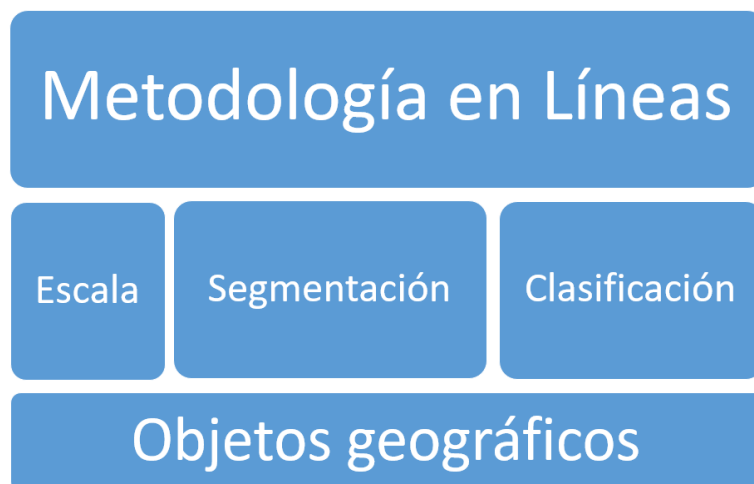 Metodología en Líneas
Escala
Segmentación
Clasificación
Objetos geográficos